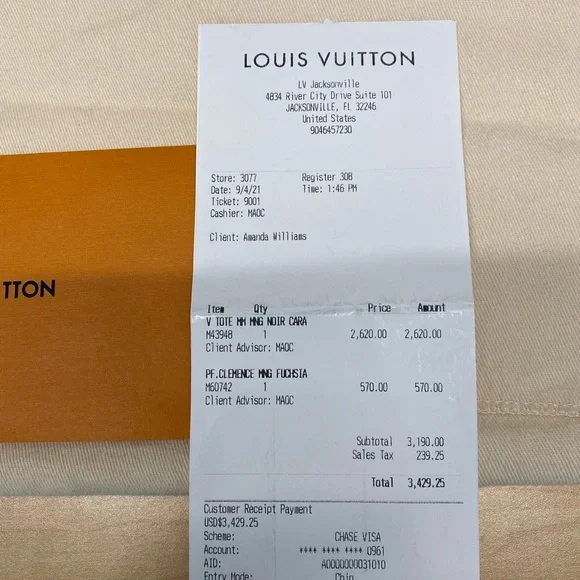 LOUIS VUITTON
LV Jacksonville
4834 River City Drive Suite 101
JACKSONVILLE, FL 32246
United States
9046457230
Store: 3077 Register 308
Date: 9/4/21 Time: 1:46 PM
Ticket: 9001
Cashier: MAOC
Client: Amanda Williams
TTON
Item Qty Price Amount
V TOTE MM MNG NOIR CARA
M43948 1 2,620.00 2,620.00
Client Advisor: MAOC
PF.CLEMENCE MNG FUCHSIA
M60742 1 570.00 570.00
Client Advisor: MAOC
Subtotal 3,190.00
Sales Tax 239.25
Total 3,429.25
Customer Receipt Payment
USD$3,429.25
Scheme: CHASE VISA
Account: **** **** **** 0961
AID: A0000000031010
Entry Mode: Chip